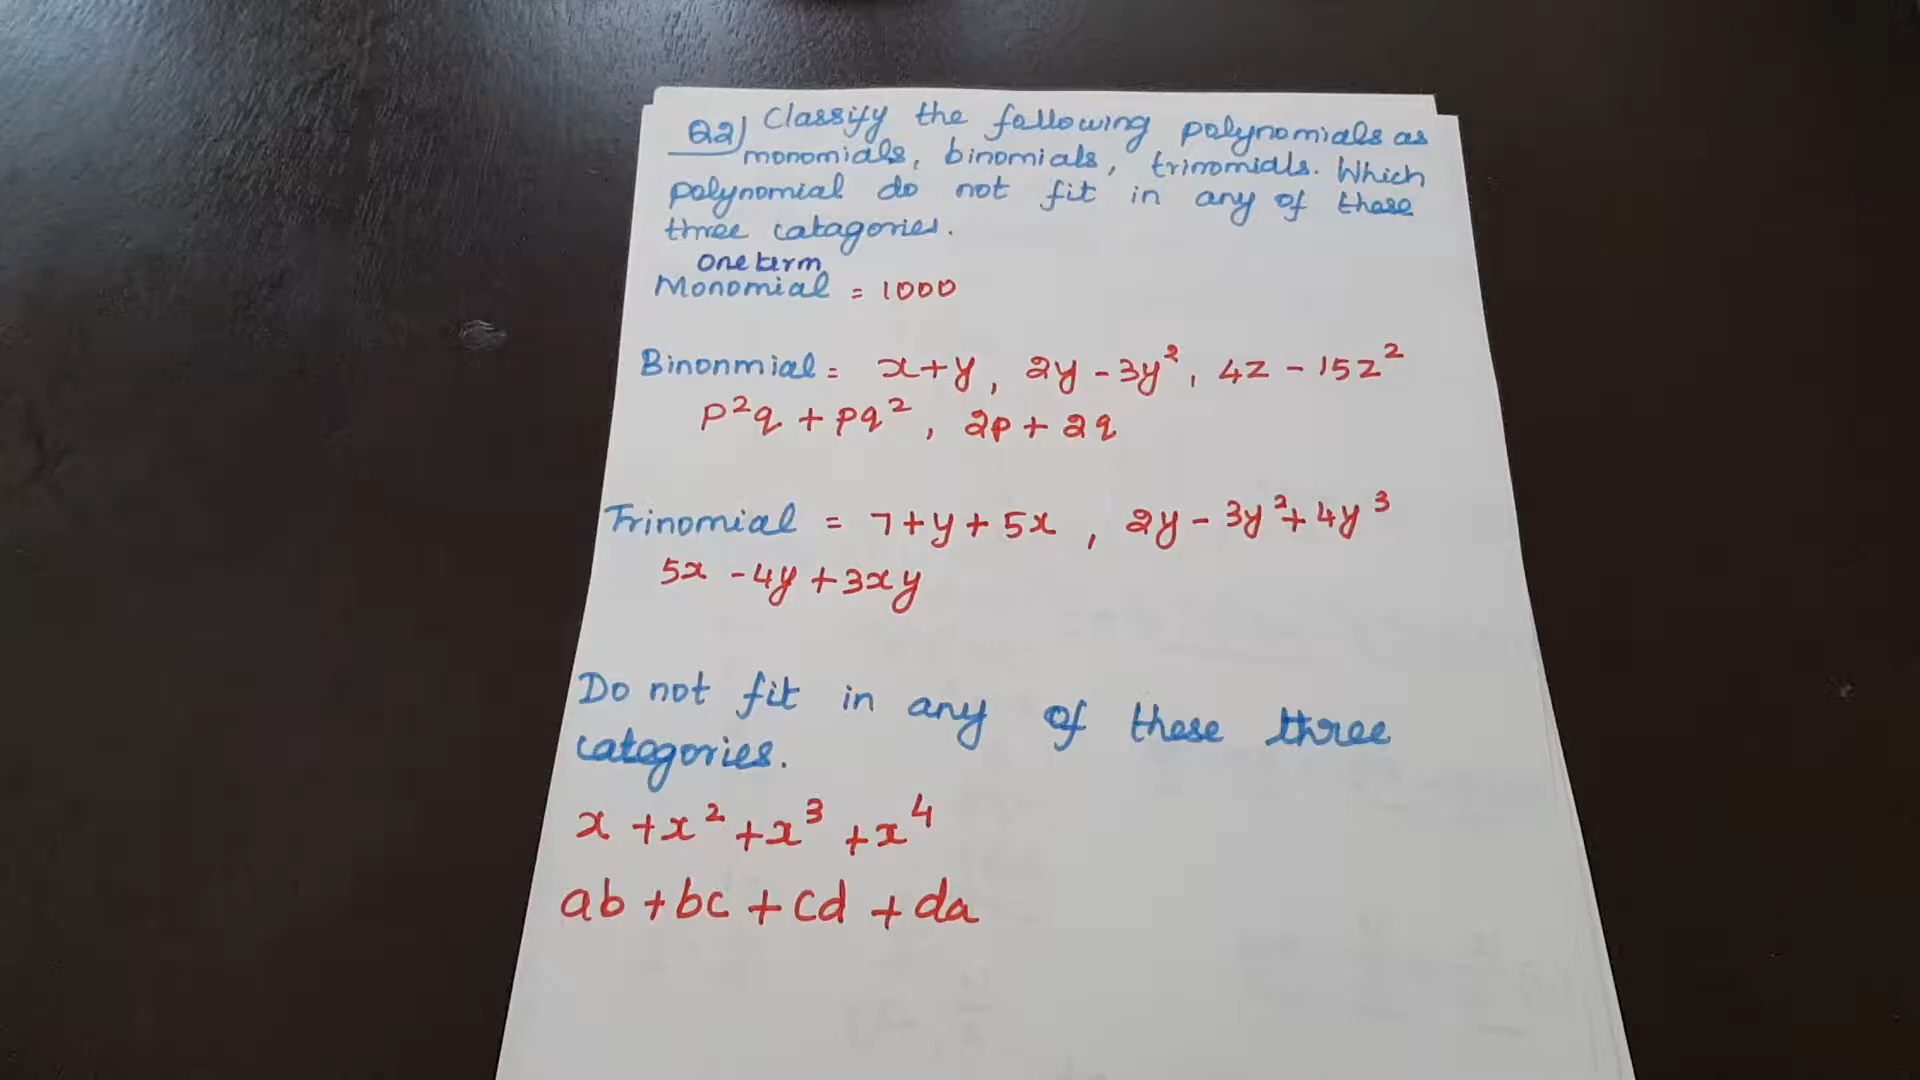 Q2) Classify the following polynomials as
monomials, binomials, trinomials. Which
polynomial do not fit in any of these
three catagories.
One term
Monomial = 1000
Binonmial = x+y, 2y - 3y², 4z - 15z²
p²q + pq², 2p + 2q
Trinomial = 7+y+5x, 2y - 3y²+4y³
5x - 4y + 3xy
Do not fit in any of these three
categories.
x + x² + x³ + x⁴
ab + bc + cd + da